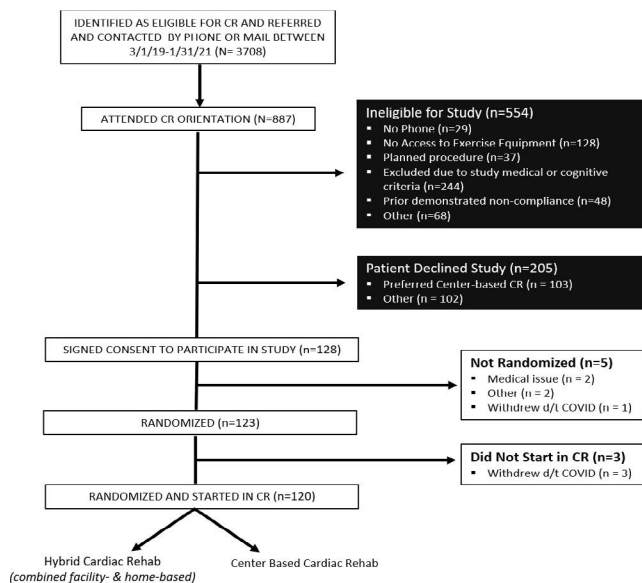 IDENTIFIED AS ELIGIBLE FOR CR AND REFERRED
AND CONTACTED BY PHONE OR MAIL BETWEEN
3/1/19-1/31/21 (N= 3708)
ATTENDED CR ORIENTATION (N=887)
Ineligible for Study (n=554)
▪ No Phone (n=29)
▪ No Access to Exercise Equipment (n=128)
▪ Planned procedure (n=37)
▪ Excluded due to study medical or cognitive
criteria (n=244)
▪ Prior demonstrated non-compliance (n=48)
▪ Other (n=68)
Patient Declined Study (n=205)
▪ Preferred Center-based CR (n = 103)
▪ Other (n = 102)
SIGNED CONSENT TO PARTICIPATE IN STUDY (n=128)
Not Randomized (n=5)
▪ Medical issue (n = 2)
▪ Other (n = 2)
▪ Withdrew d/t COVID (n = 1)
RANDOMIZED (n=123)
Did Not Start in CR (n=3)
▪ Withdrew d/t COVID (n = 3)
RANDOMIZED AND STARTED IN CR (n=120)
Hybrid Cardiac Rehab
(combined facility- & home-based)
Center Based Cardiac Rehab